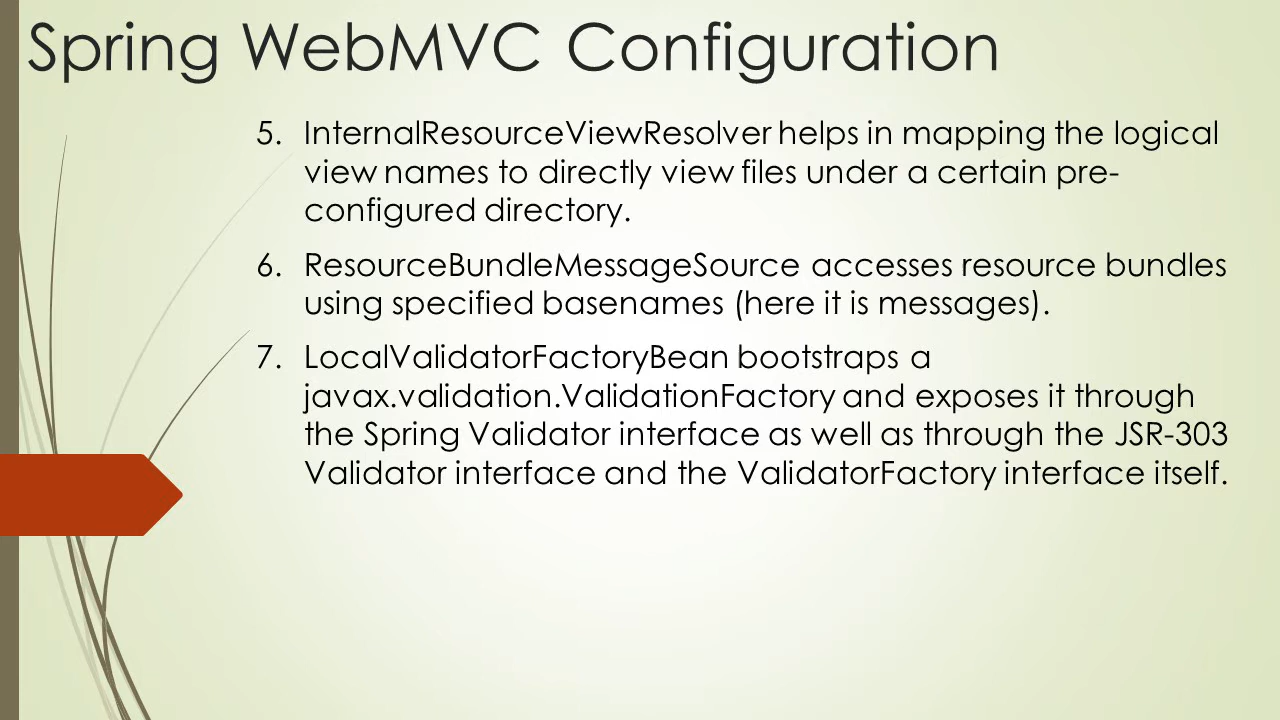 Spring WebMVC Configuration
5. InternalResourceViewResolver helps in mapping the logical
view names to directly view files under a certain pre-
configured directory.
6. ResourceBundleMessageSource accesses resource bundles
using specified basenames (here it is messages).
7. LocalValidatorFactoryBean bootstraps a
javax.validation.ValidationFactory and exposes it through
the Spring Validator interface as well as through the JSR-303
Validator interface and the ValidatorFactory interface itself.